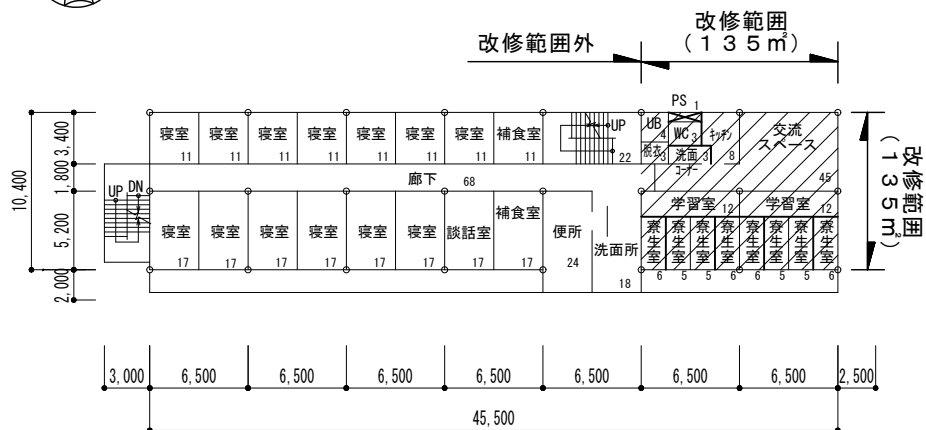 改修範囲
改修範囲外
(135㎡)
PS 1
寝室 寝室 寝室 寝室 寝室 寝室 寝室 補食室 UP UB WC キッチン 交流
スペース
11 11 11 11 11 11 11 11 22 4 3 8
脱衣 3 洗面 3
コーナー
45
廊下 68
UP DN
学習室 12 学習室 12
寝室 寝室 寝室 寝室 寝室 寝室 談話室 補食室 便所 洗面所
寮生室 寮生室 寮生室 寮生室 寮生室 寮生室 寮生室 寮生室
17 17 17 17 17 17 17 17 24 18
6 5 5 6 6 5 5 6
10,400
3,400
1,800
5,200
2,000
改修範囲
(135㎡)
3,000 6,500 6,500 6,500 6,500 6,500 6,500 6,500 2,500
45,500